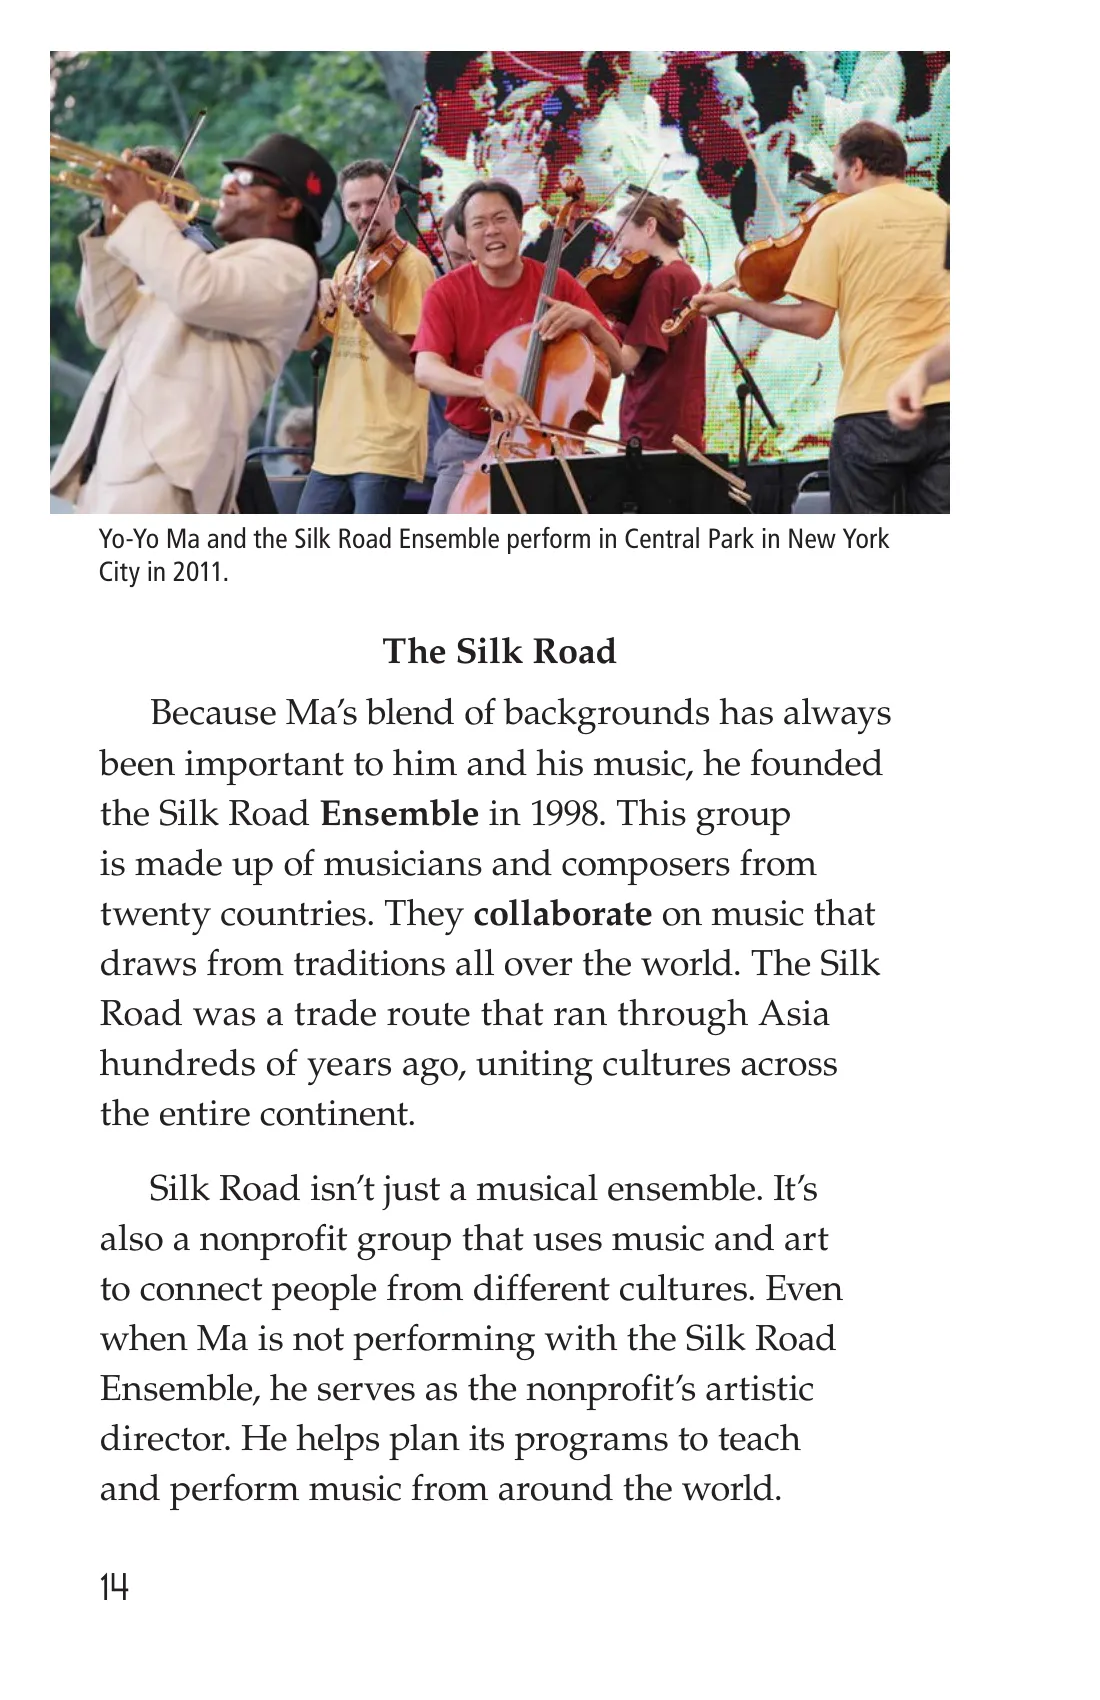 Yo-Yo Ma and the Silk Road Ensemble perform in Central Park in New York
City in 2011.
The Silk Road
Because Ma’s blend of backgrounds has always
been important to him and his music, he founded
the Silk Road Ensemble in 1998. This group
is made up of musicians and composers from
twenty countries. They collaborate on music that
draws from traditions all over the world. The Silk
Road was a trade route that ran through Asia
hundreds of years ago, uniting cultures across
the entire continent.
Silk Road isn’t just a musical ensemble. It’s
also a nonprofit group that uses music and art
to connect people from different cultures. Even
when Ma is not performing with the Silk Road
Ensemble, he serves as the nonprofit’s artistic
director. He helps plan its programs to teach
and perform music from around the world.
14